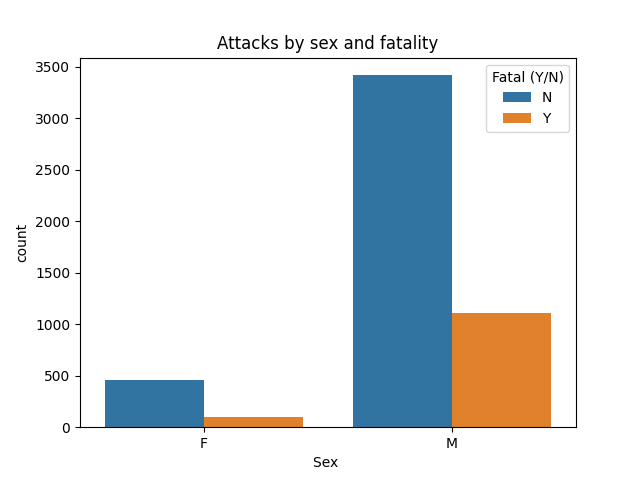 Attacks by sex and fatality
Fatal (Y/N)
N
Y
count
3500
3000
2500
2000
1500
1000
500
0
F
M
Sex